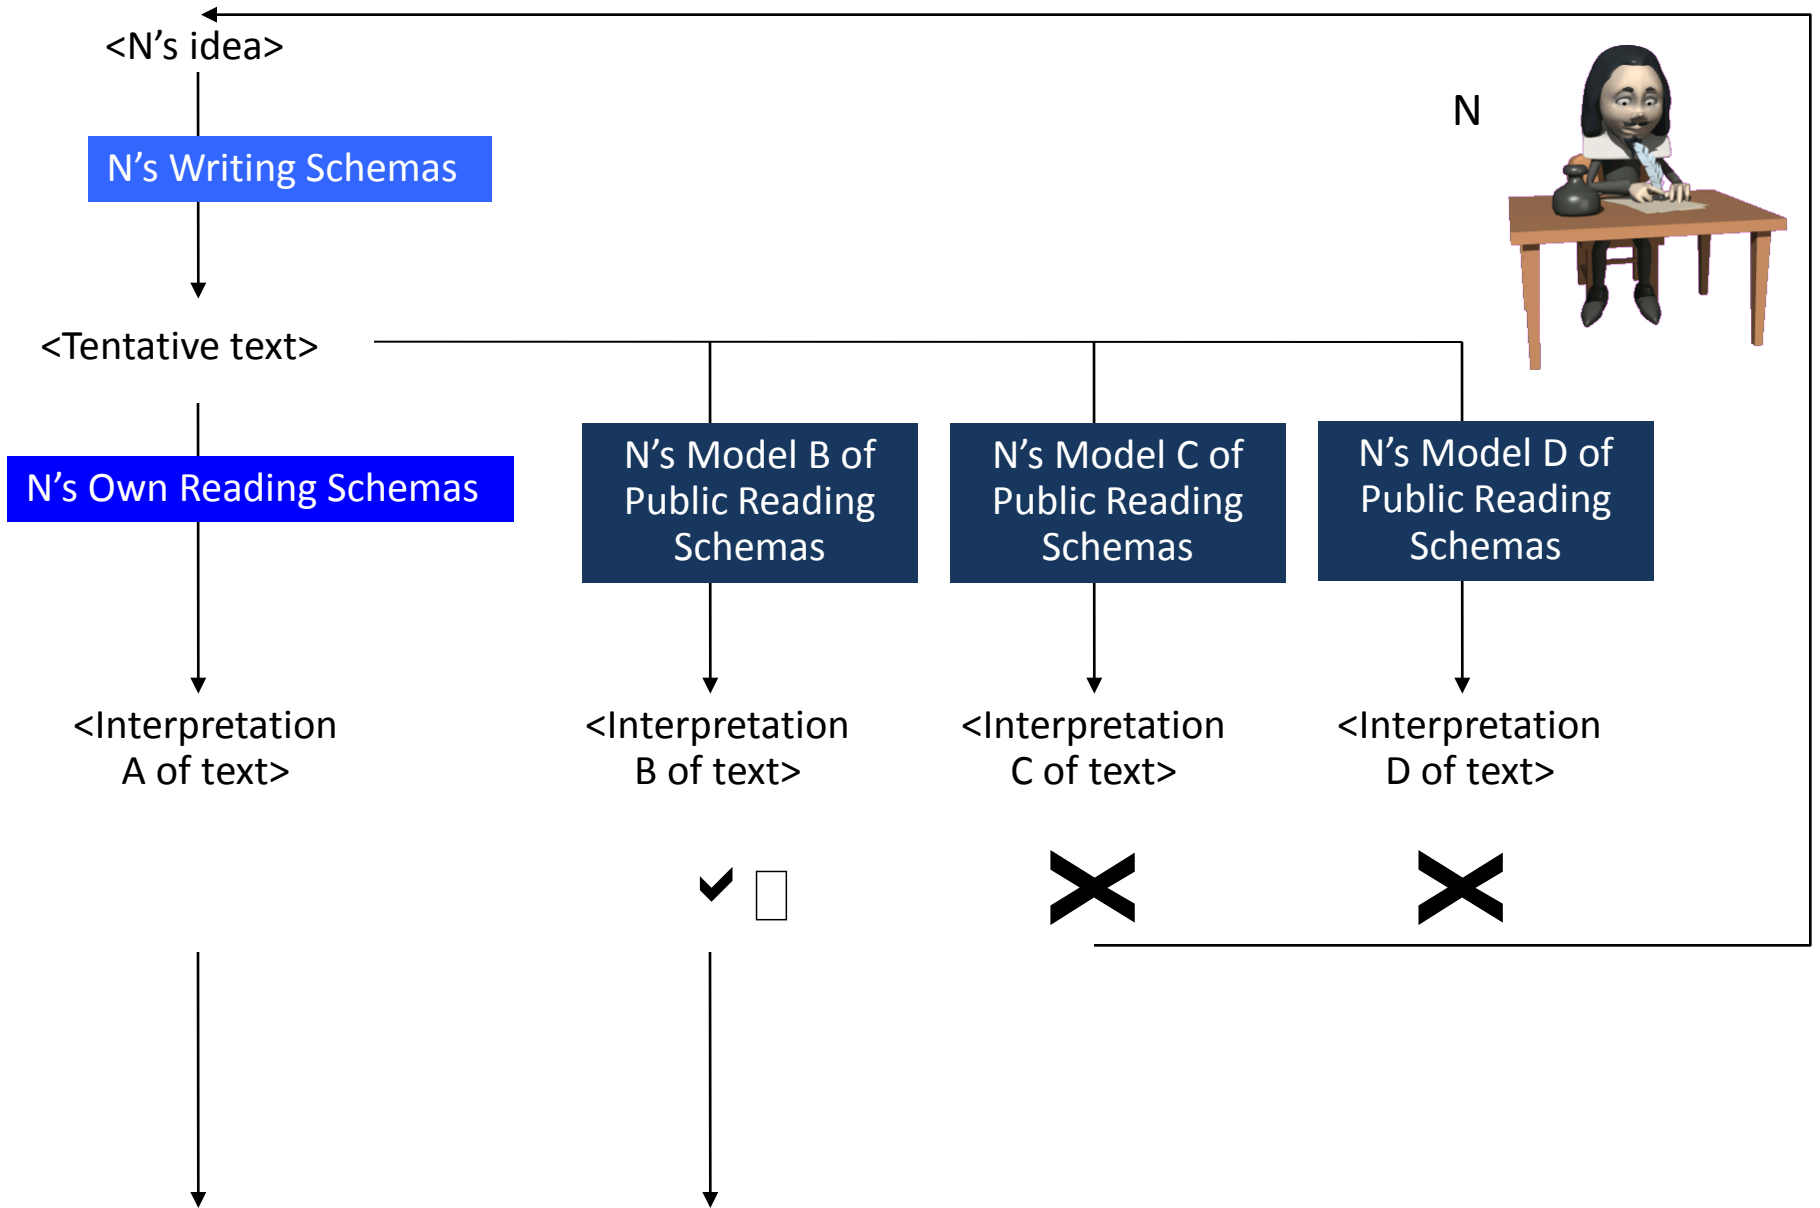 <N’s idea>
N
N’s Writing Schemas
<Tentative text>
N’s Own Reading Schemas
N’s Model B of
Public Reading
Schemas
N’s Model C of
Public Reading
Schemas
N’s Model D of
Public Reading
Schemas
<Interpretation
A of text>
<Interpretation
B of text>
<Interpretation
C of text>
<Interpretation
D of text>